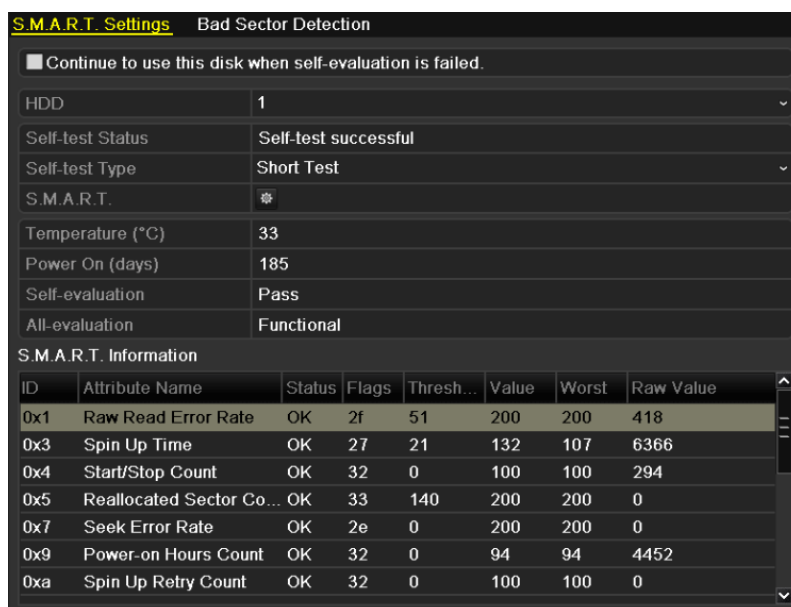 S.M.A.R.T. Settings Bad Sector Detection
Continue to use this disk when self-evaluation is failed.
HDD 1
Self-test Status Self-test successful
Self-test Type Short Test
S.M.A.R.T.
Temperature (°C) 33
Power On (days) 185
Self-evaluation Pass
All-evaluation Functional
S.M.A.R.T. Information
ID Attribute Name Status Flags Thresh... Value Worst Raw Value
0x1 Raw Read Error Rate OK 2f 51 200 200 418
0x3 Spin Up Time OK 27 21 132 107 6366
0x4 Start/Stop Count OK 32 0 100 100 294
0x5 Reallocated Sector Co... OK 33 140 200 200 0
0x7 Seek Error Rate OK 2e 0 200 200 0
0x9 Power-on Hours Count OK 32 0 94 94 4452
0xa Spin Up Retry Count OK 32 0 100 100 0